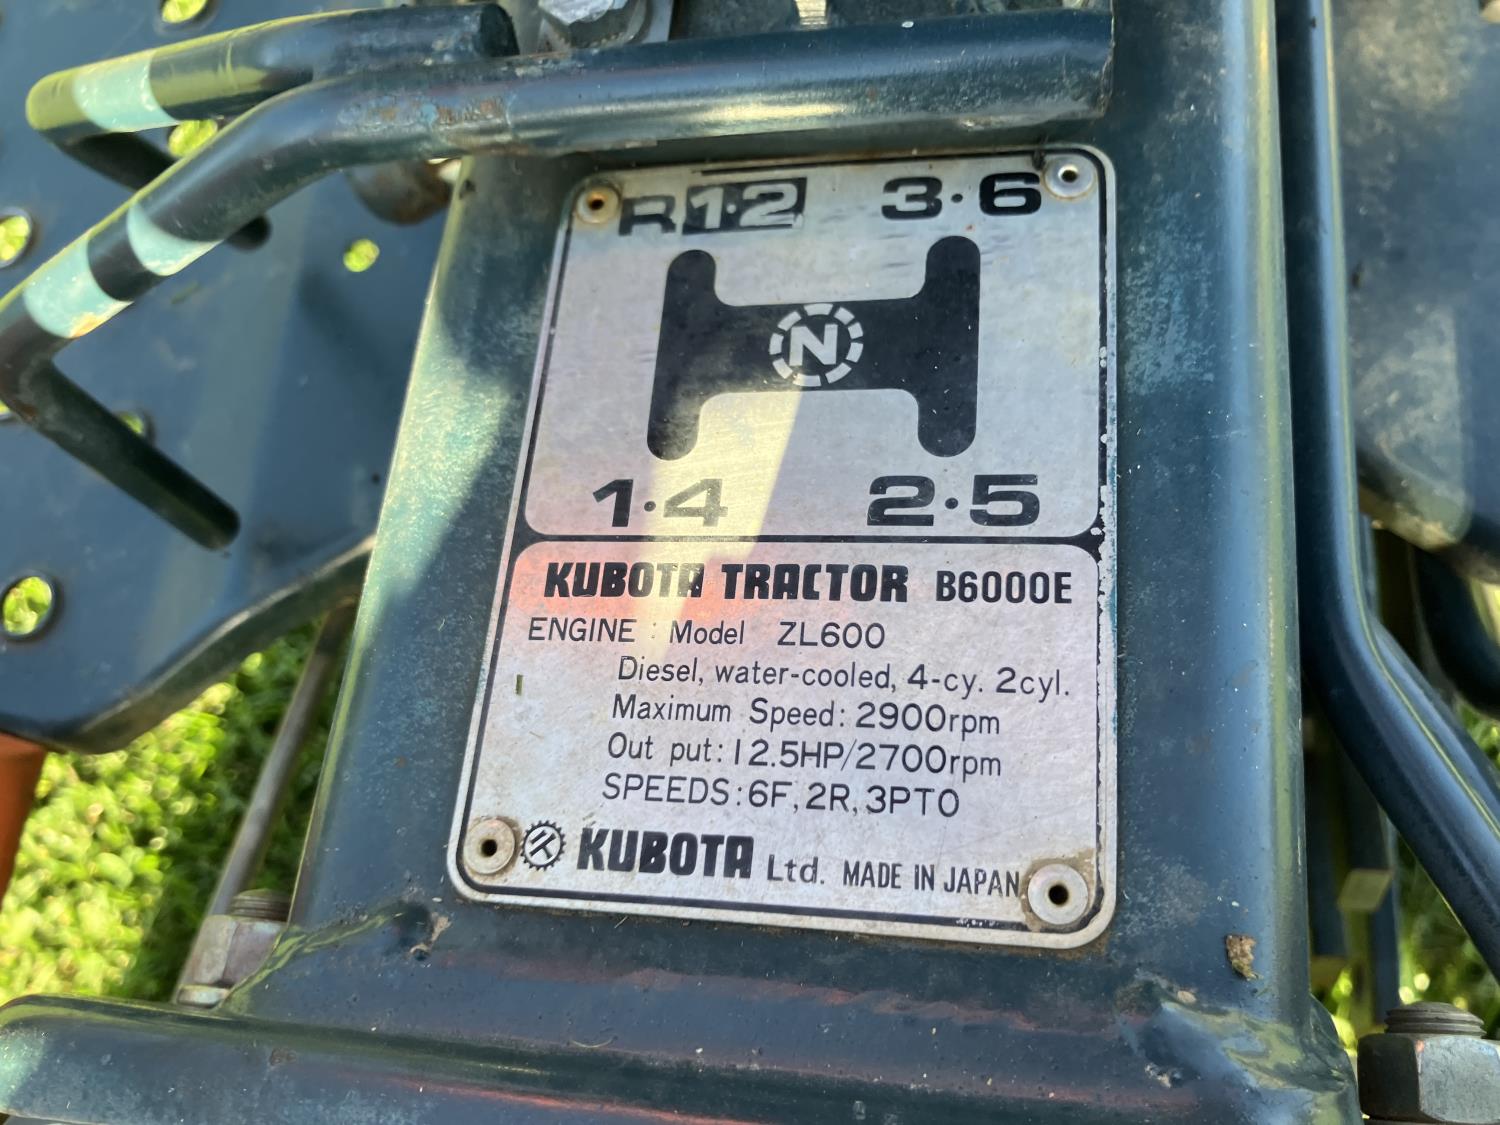 R 1·2 3·6
N
1·4 2·5
KUBOTA TRACTOR B6000E
ENGINE : Model ZL600
Diesel, water-cooled, 4-cy. 2cyl.
Maximum Speed: 2900rpm
Out put: 12.5HP/2700rpm
SPEEDS: 6F, 2R, 3PTO
KUBOTA Ltd. MADE IN JAPAN